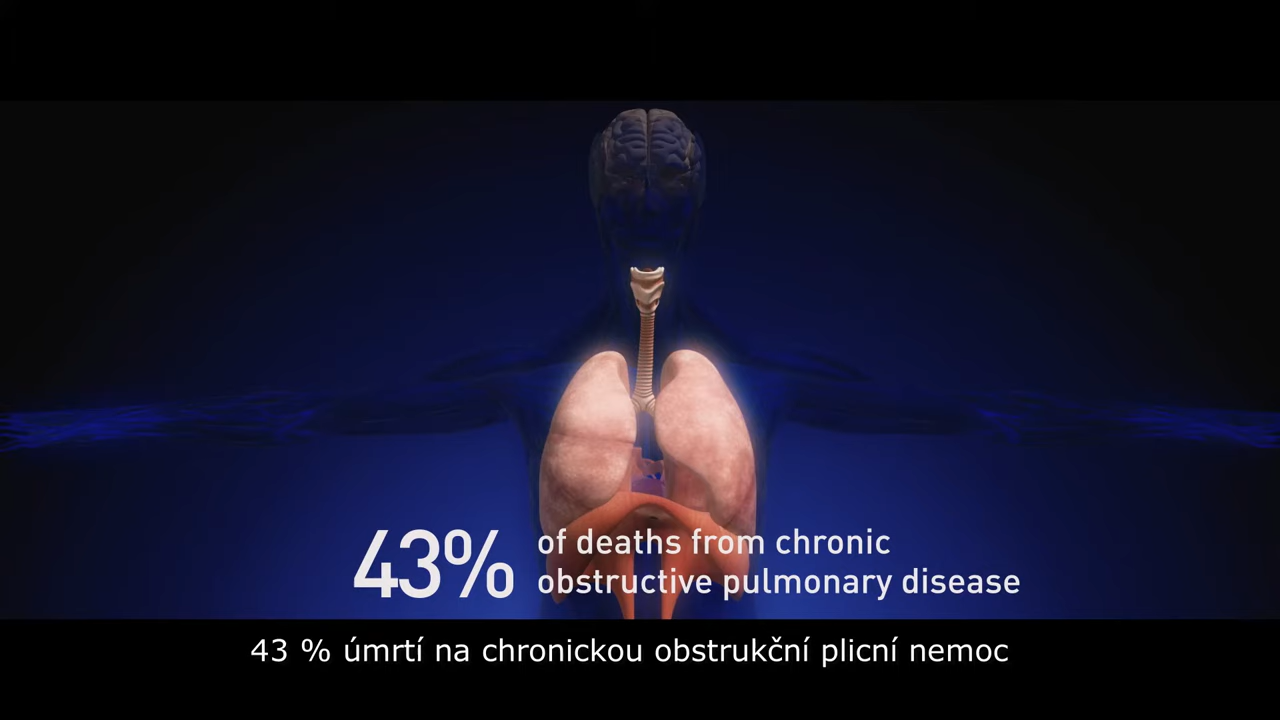 43% of deaths from chronic
obstructive pulmonary disease
43 % úmrtí na chronickou obstrukční plicní nemoc